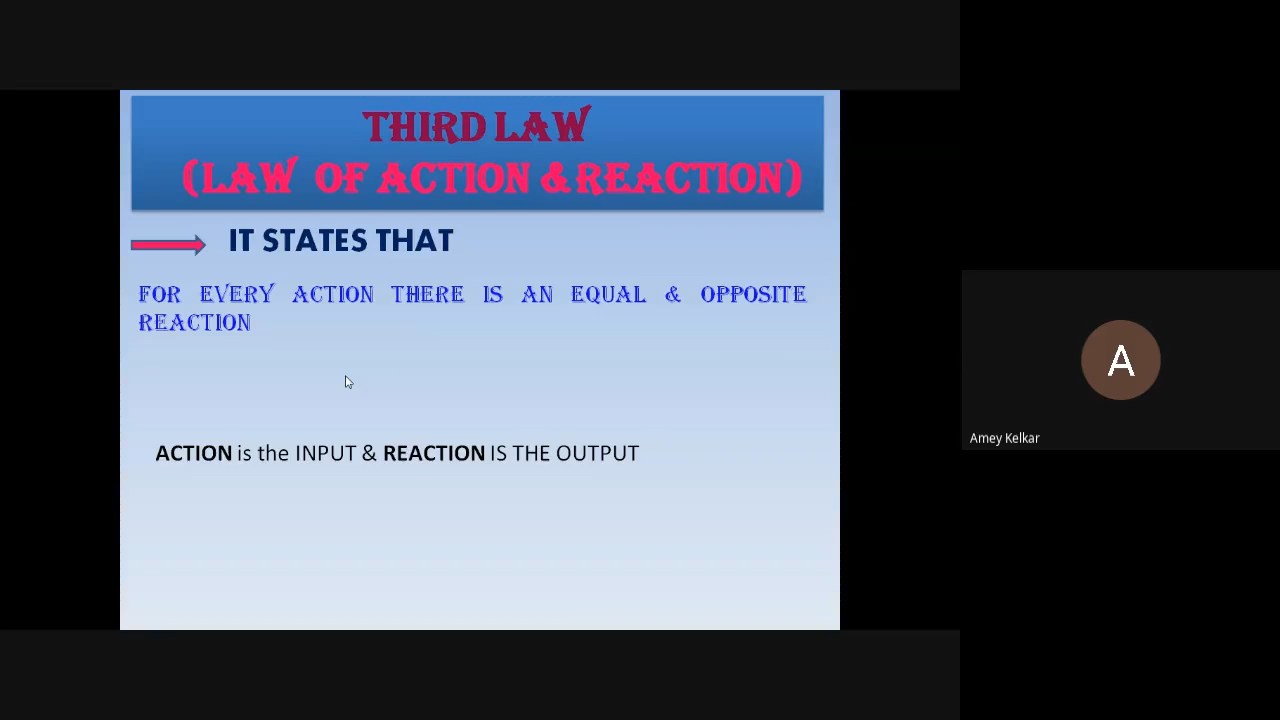 THIRD LAW
(LAW OF ACTION & REACTION)
IT STATES THAT
FOR EVERY ACTION THERE IS AN EQUAL & OPPOSITE
REACTION
ACTION is the INPUT & REACTION IS THE OUTPUT
A
Amey Kelkar